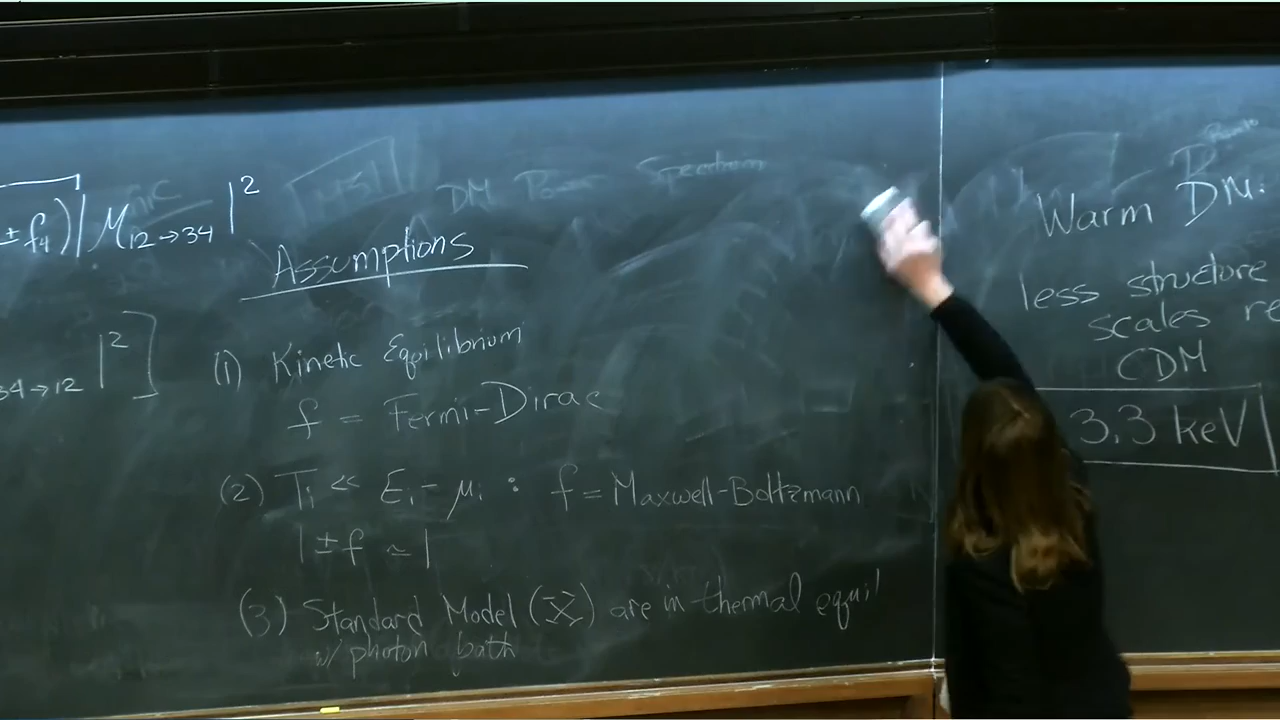 ±f₄)|M₁₂→₃₄|²
|²]
34→12
DM Power Spectrum
Assumptions
(1) Kinetic Equilibrium
f = Fermi-Dirac
(2) Tᵢ << Eᵢ-μᵢ : f = Maxwell-Boltzmann
1±f ~ 1
(3) Standard Model (X) are in thermal equil
w/ photon bath
Warm DM:
less structure
scales re
CDM
3.3 keV